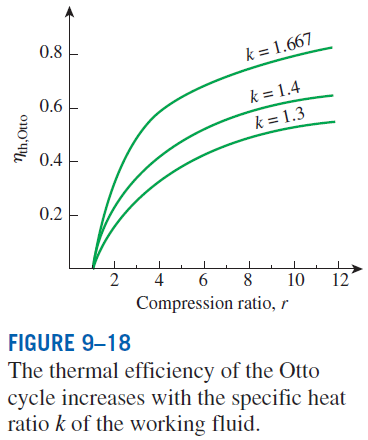 0.8
0.6
0.4
0.2
ηth,Otto
k = 1.667
k = 1.4
k = 1.3
2 4 6 8 10 12
Compression ratio, r
FIGURE 9–18
The thermal efficiency of the Otto
cycle increases with the specific heat
ratio k of the working fluid.